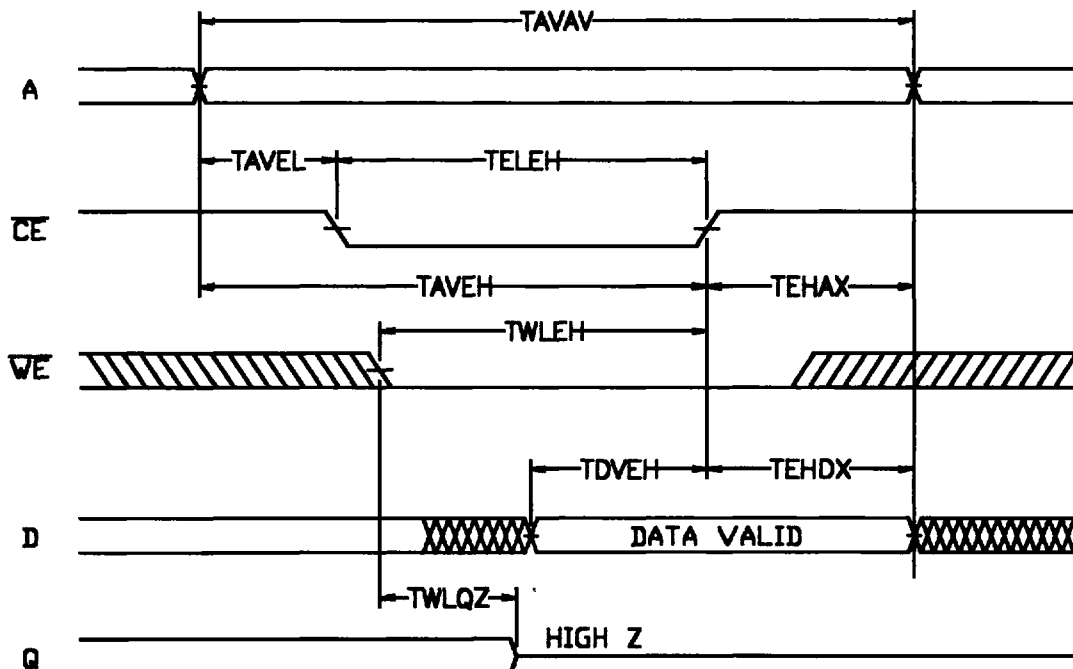 TAVAV
A
TAVEL TELEH
CE
TAVEH TEHAX
TWLEH
WE
TDVEH TEHDX
D DATA VALID
TWLQZ
HIGH Z
Q